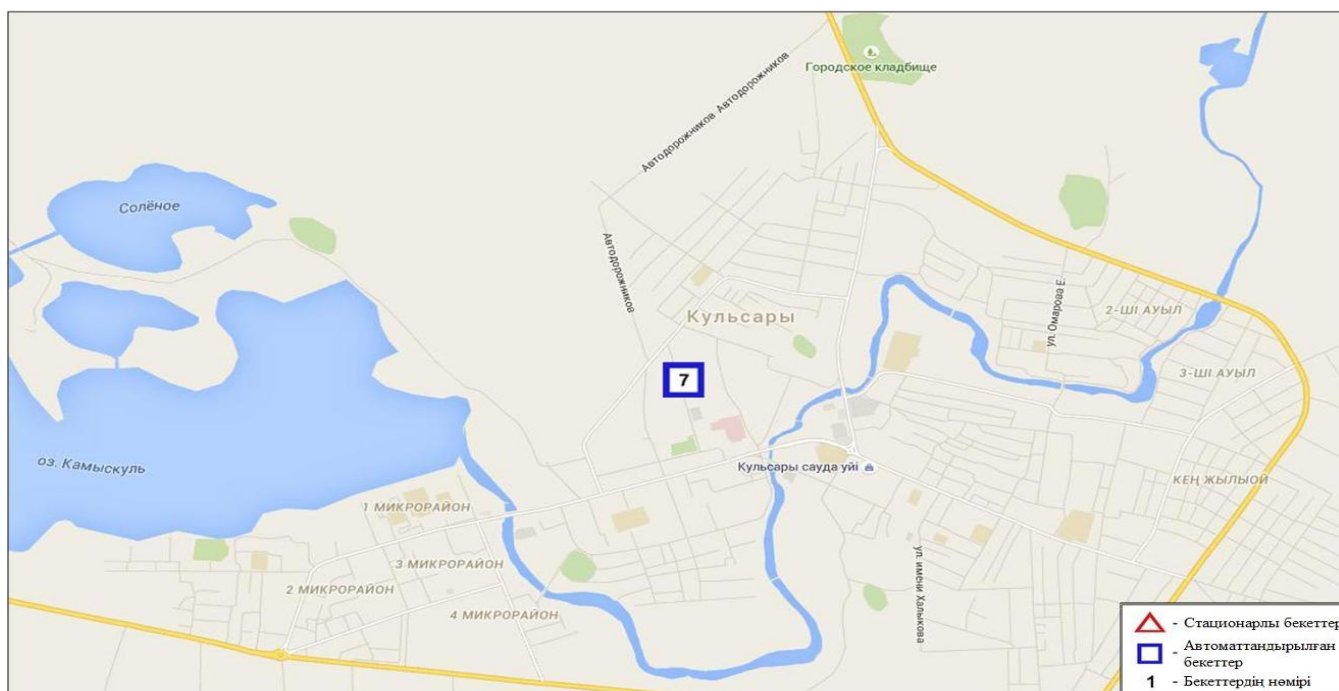 Городское кладбище
Автодорожников Автодорожников
Солёное
Автодорожников
ул. Омарова Е.
2-ШІ АУЫЛ
Кульсары
3-ШІ АУЫЛ
7
оз. Камыскуль
Кульсары сауда уйі
КЕҢ ЖЫЛЫОЙ
1 МИКРОРАЙОН
3 МИКРОРАЙОН
2 МИКРОРАЙОН
4 МИКРОРАЙОН
ул. имени Халыкова
- Стационарлы бекеттер
- Автоматтандырылған
бекеттер
1 - Бекеттердің нөмірі